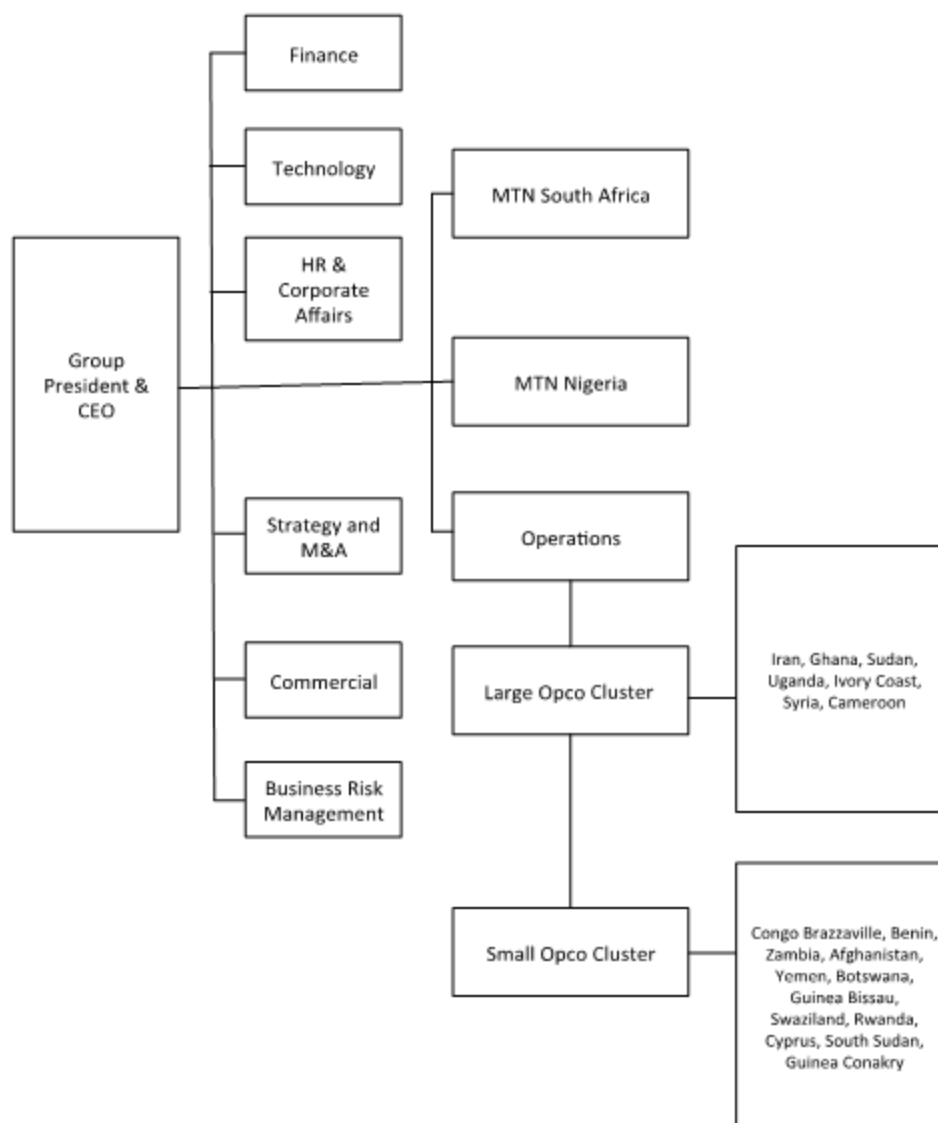 Finance
Technology
HR &
Corporate
Affairs
Group
President &
CEO
Strategy and
M&A
Commercial
Business Risk
Management
MTN South Africa
MTN Nigeria
Operations
Large Opco Cluster
Iran, Ghana, Sudan,
Uganda, Ivory Coast,
Syria, Cameroon
Small Opco Cluster
Congo Brazzaville, Benin,
Zambia, Afghanistan,
Yemen, Botswana,
Guinea Bissau,
Swaziland, Rwanda,
Cyprus, South Sudan,
Guinea Conakry